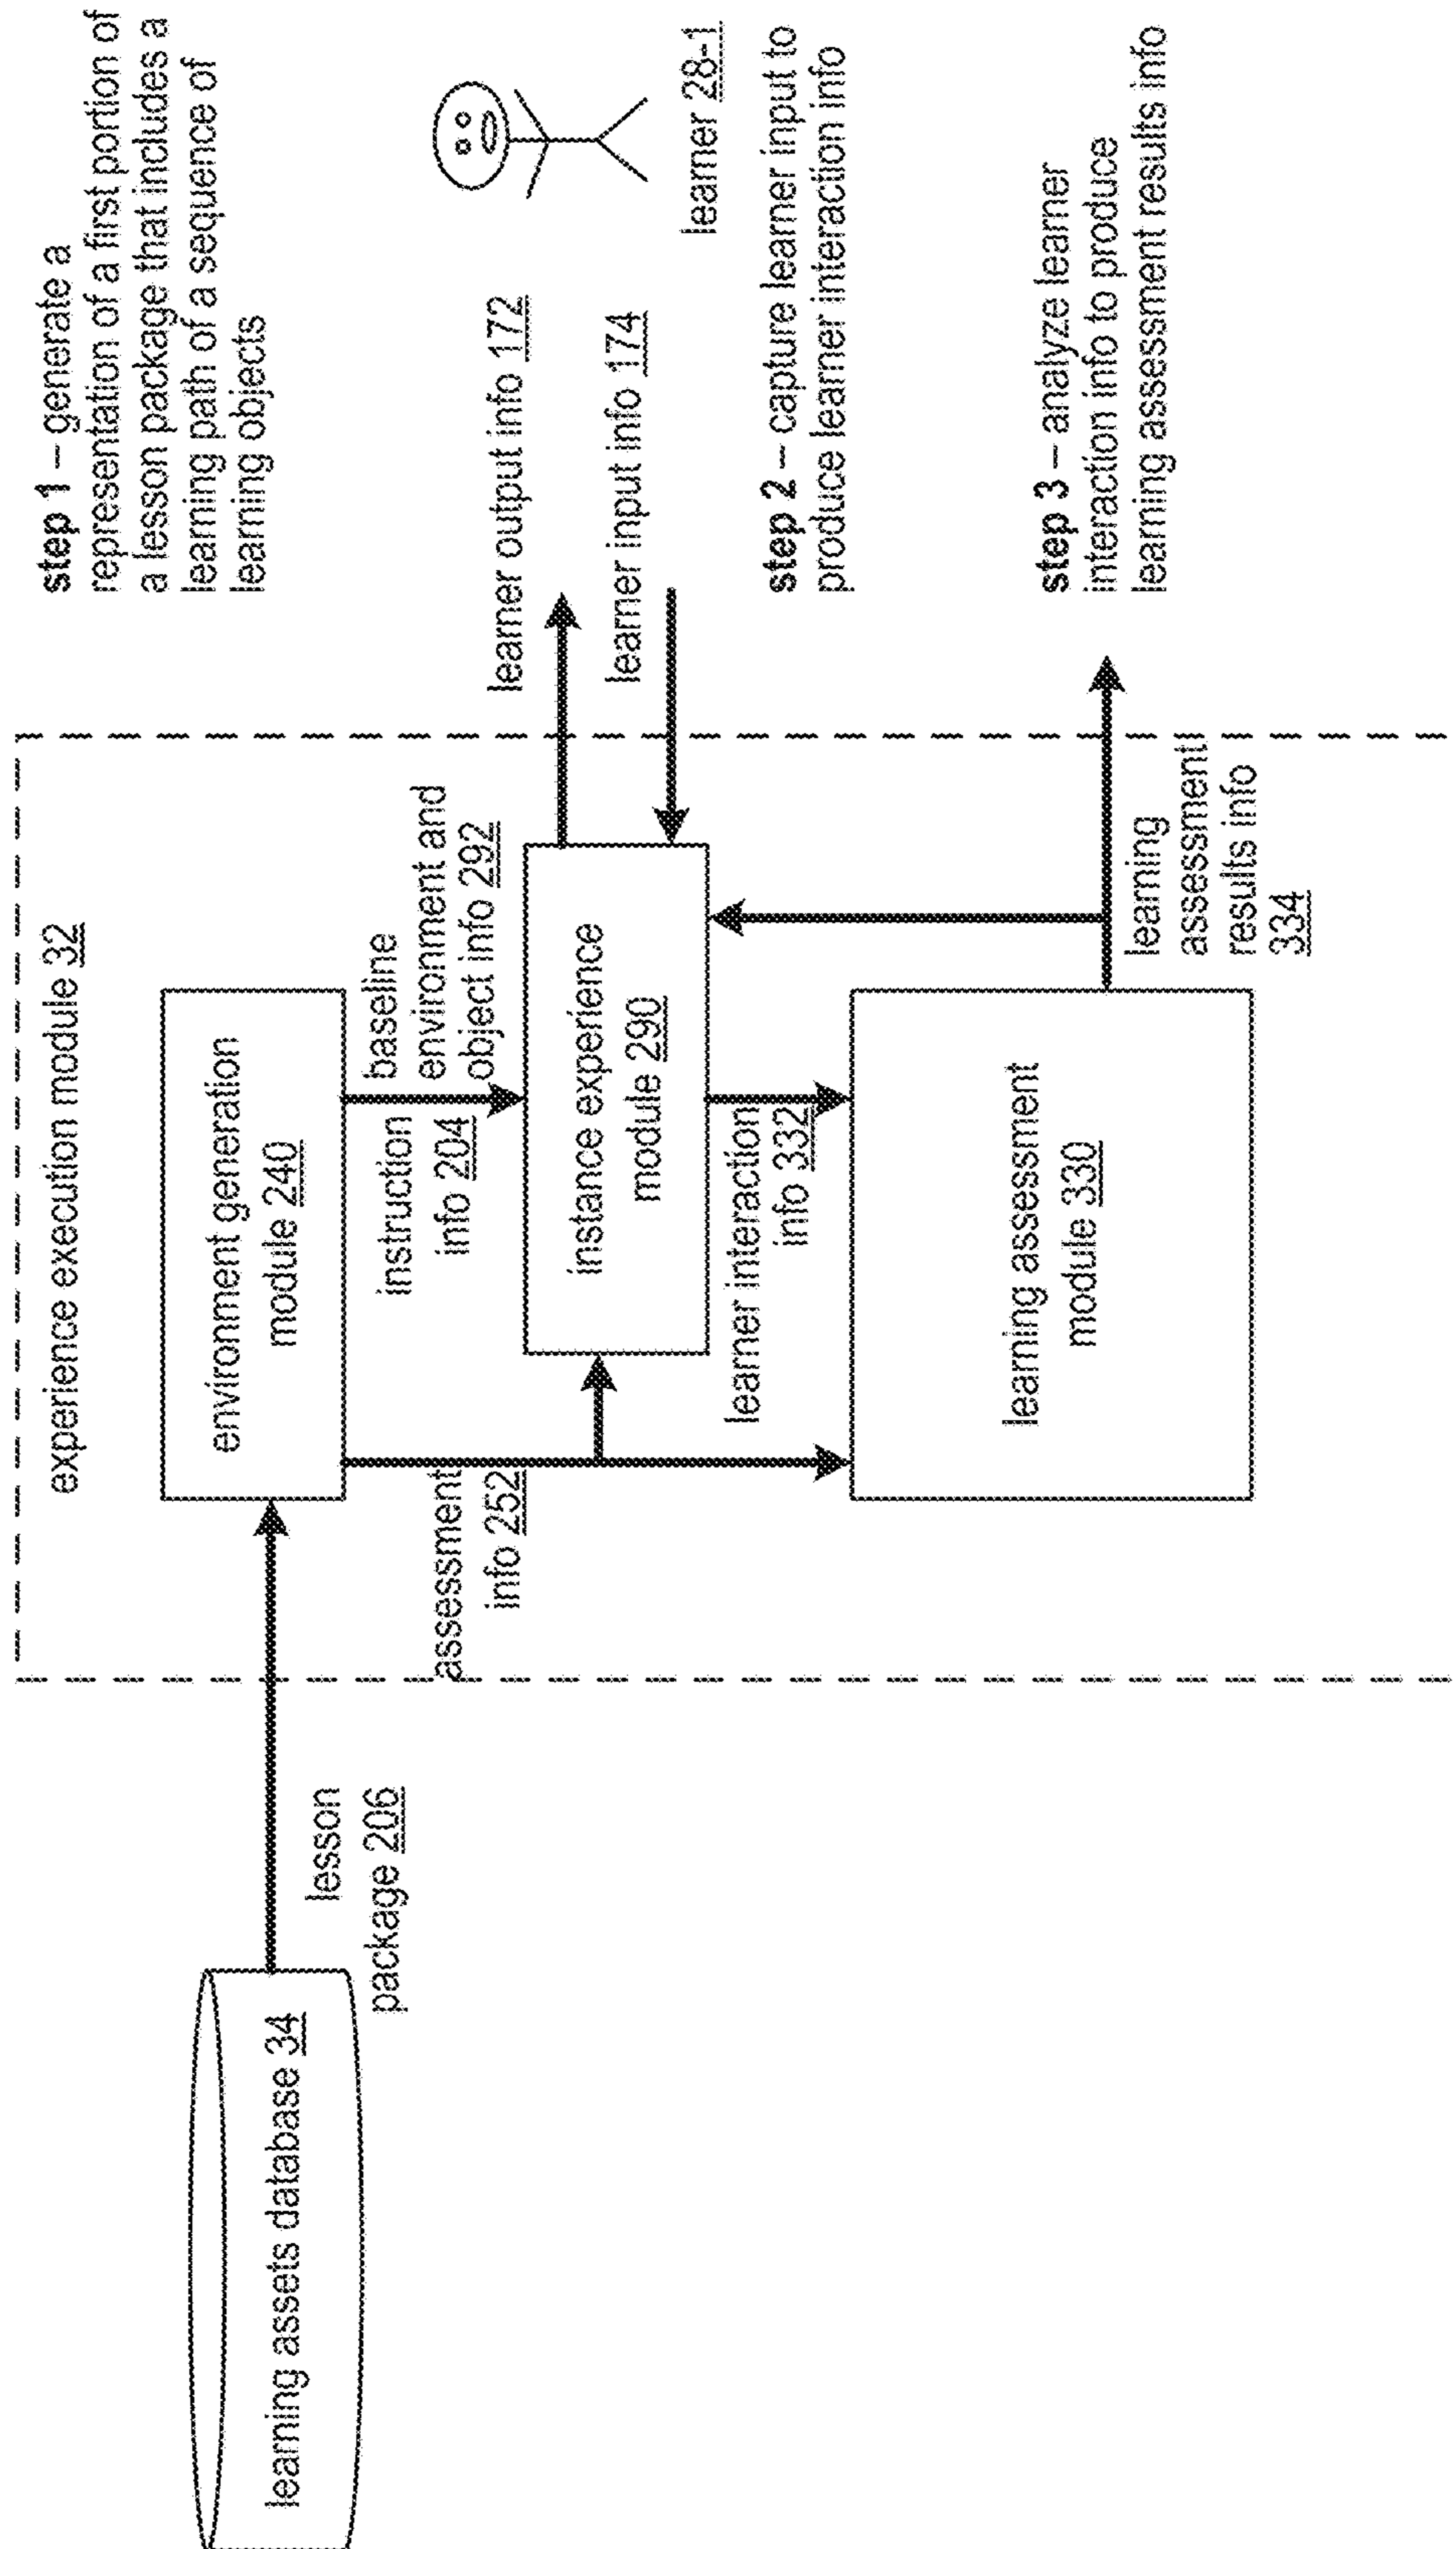 experience execution module 32
learning assets database 34
lesson
package 206
environment generation
module 240
assessment
info 252
instruction
info 204
baseline
environment and
object info 292
instance experience
module 290
learner interaction
info 332
learning assessment
module 330
learning
assessment
results info
334
step 1 – generate a
representation of a first portion of
a lesson package that includes a
learning path of a sequence of
learning objects
learner output info 172
learner input info 174
learner 28-1
step 2 – capture learner input to
produce learner interaction info
step 3 – analyze learner
interaction info to produce
learning assessment results info